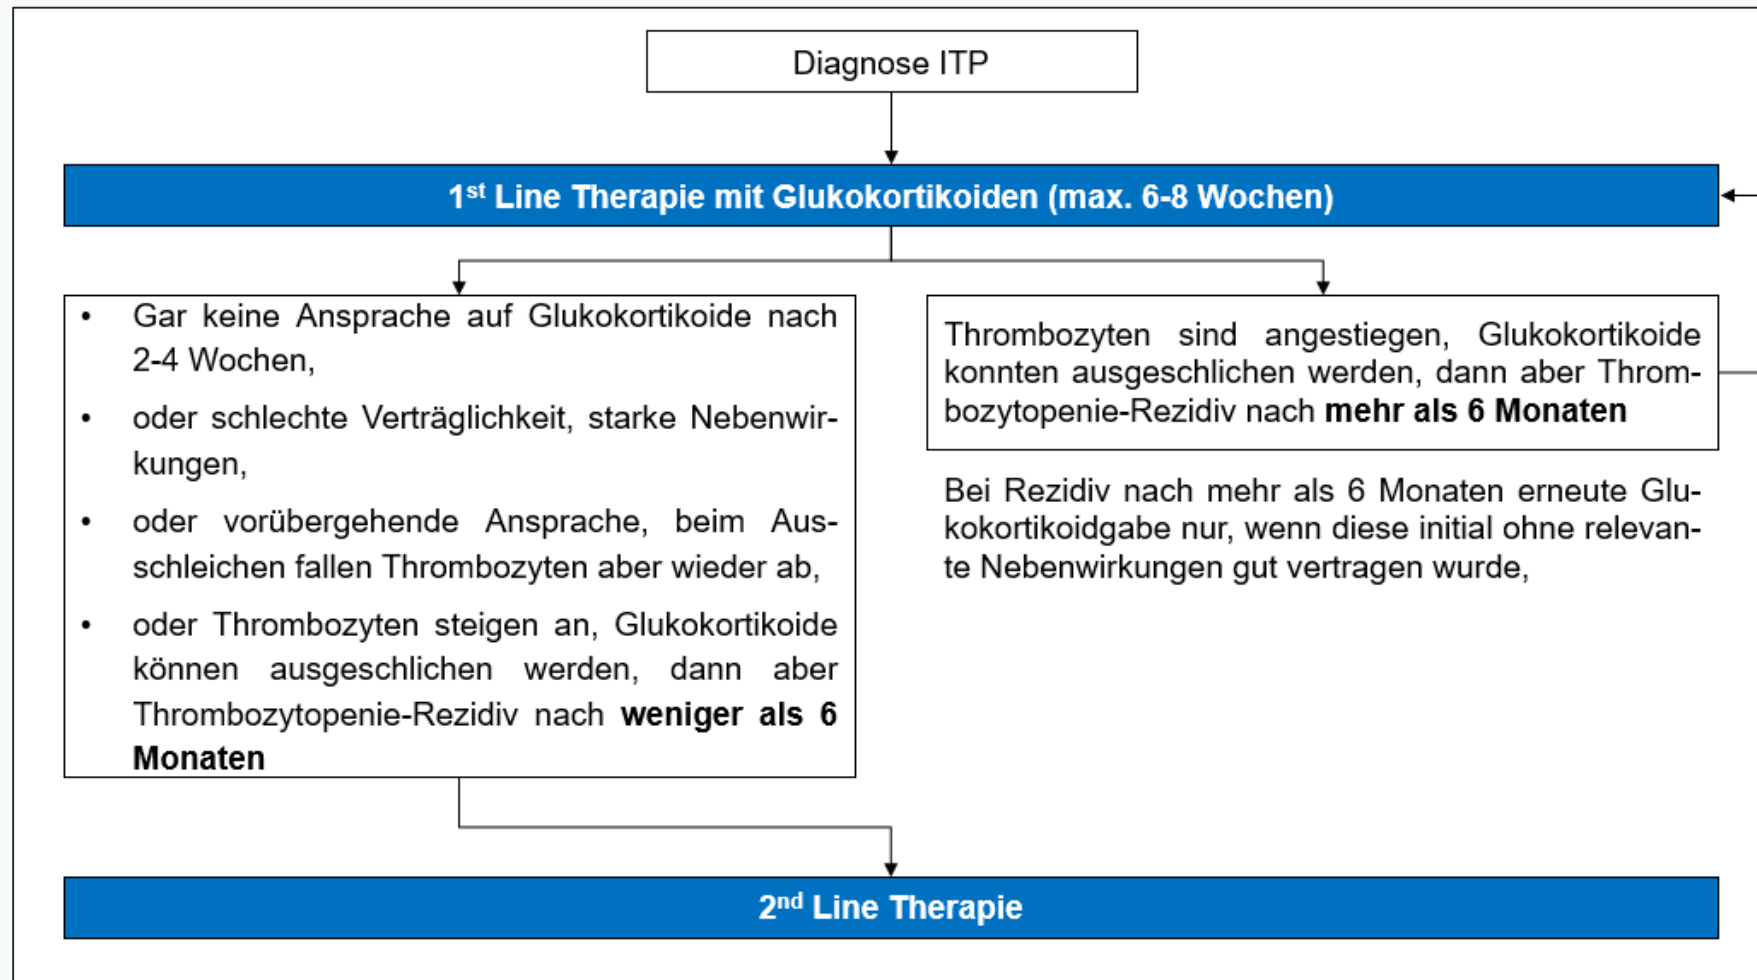 Diagnose ITP
1st Line Therapie mit Glukokortikoiden (max. 6-8 Wochen)
• Gar keine Ansprache auf Glukokortikoide nach
2-4 Wochen,
• oder schlechte Verträglichkeit, starke Nebenwir-
kungen,
• oder vorübergehende Ansprache, beim Aus-
schleichen fallen Thrombozyten aber wieder ab,
• oder Thrombozyten steigen an, Glukokortikoide
können ausgeschlichen werden, dann aber
Thrombozytopenie-Rezidiv nach weniger als 6
Monaten
Thrombozyten sind angestiegen, Glukokortikoide
konnten ausgeschlichen werden, dann aber Throm-
bozytopenie-Rezidiv nach mehr als 6 Monaten
Bei Rezidiv nach mehr als 6 Monaten erneute Glu-
kokortikoidgabe nur, wenn diese initial ohne relevan-
te Nebenwirkungen gut vertragen wurde,
2nd Line Therapie